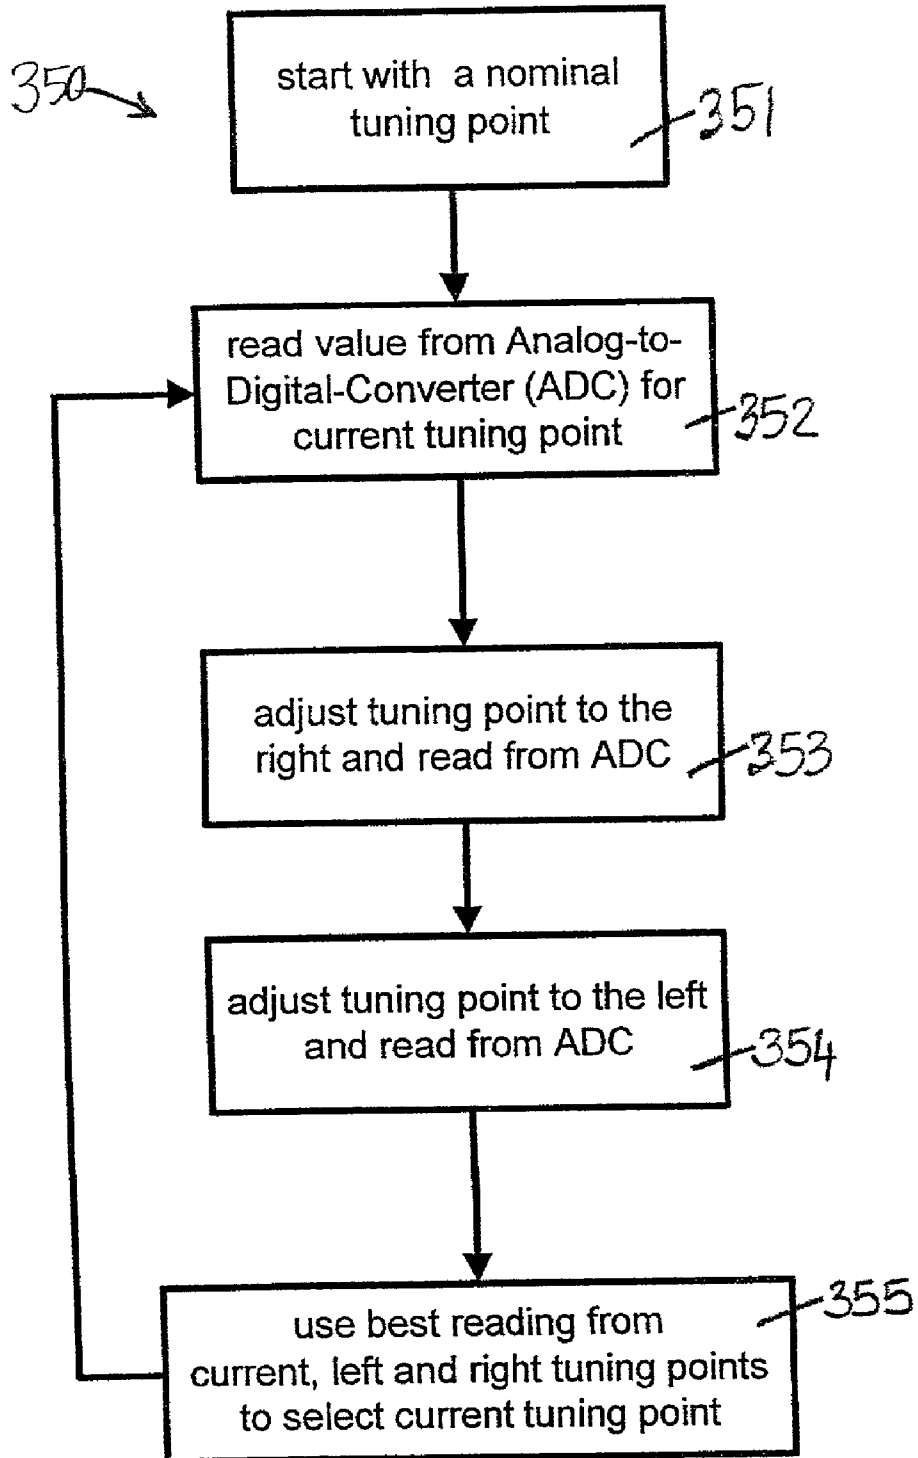 350
start with a nominal
tuning point
351
read value from Analog-to-
Digital-Converter (ADC) for
current tuning point
352
adjust tuning point to the
right and read from ADC
353
adjust tuning point to the left
and read from ADC
354
355
use best reading from
current, left and right tuning points
to select current tuning point